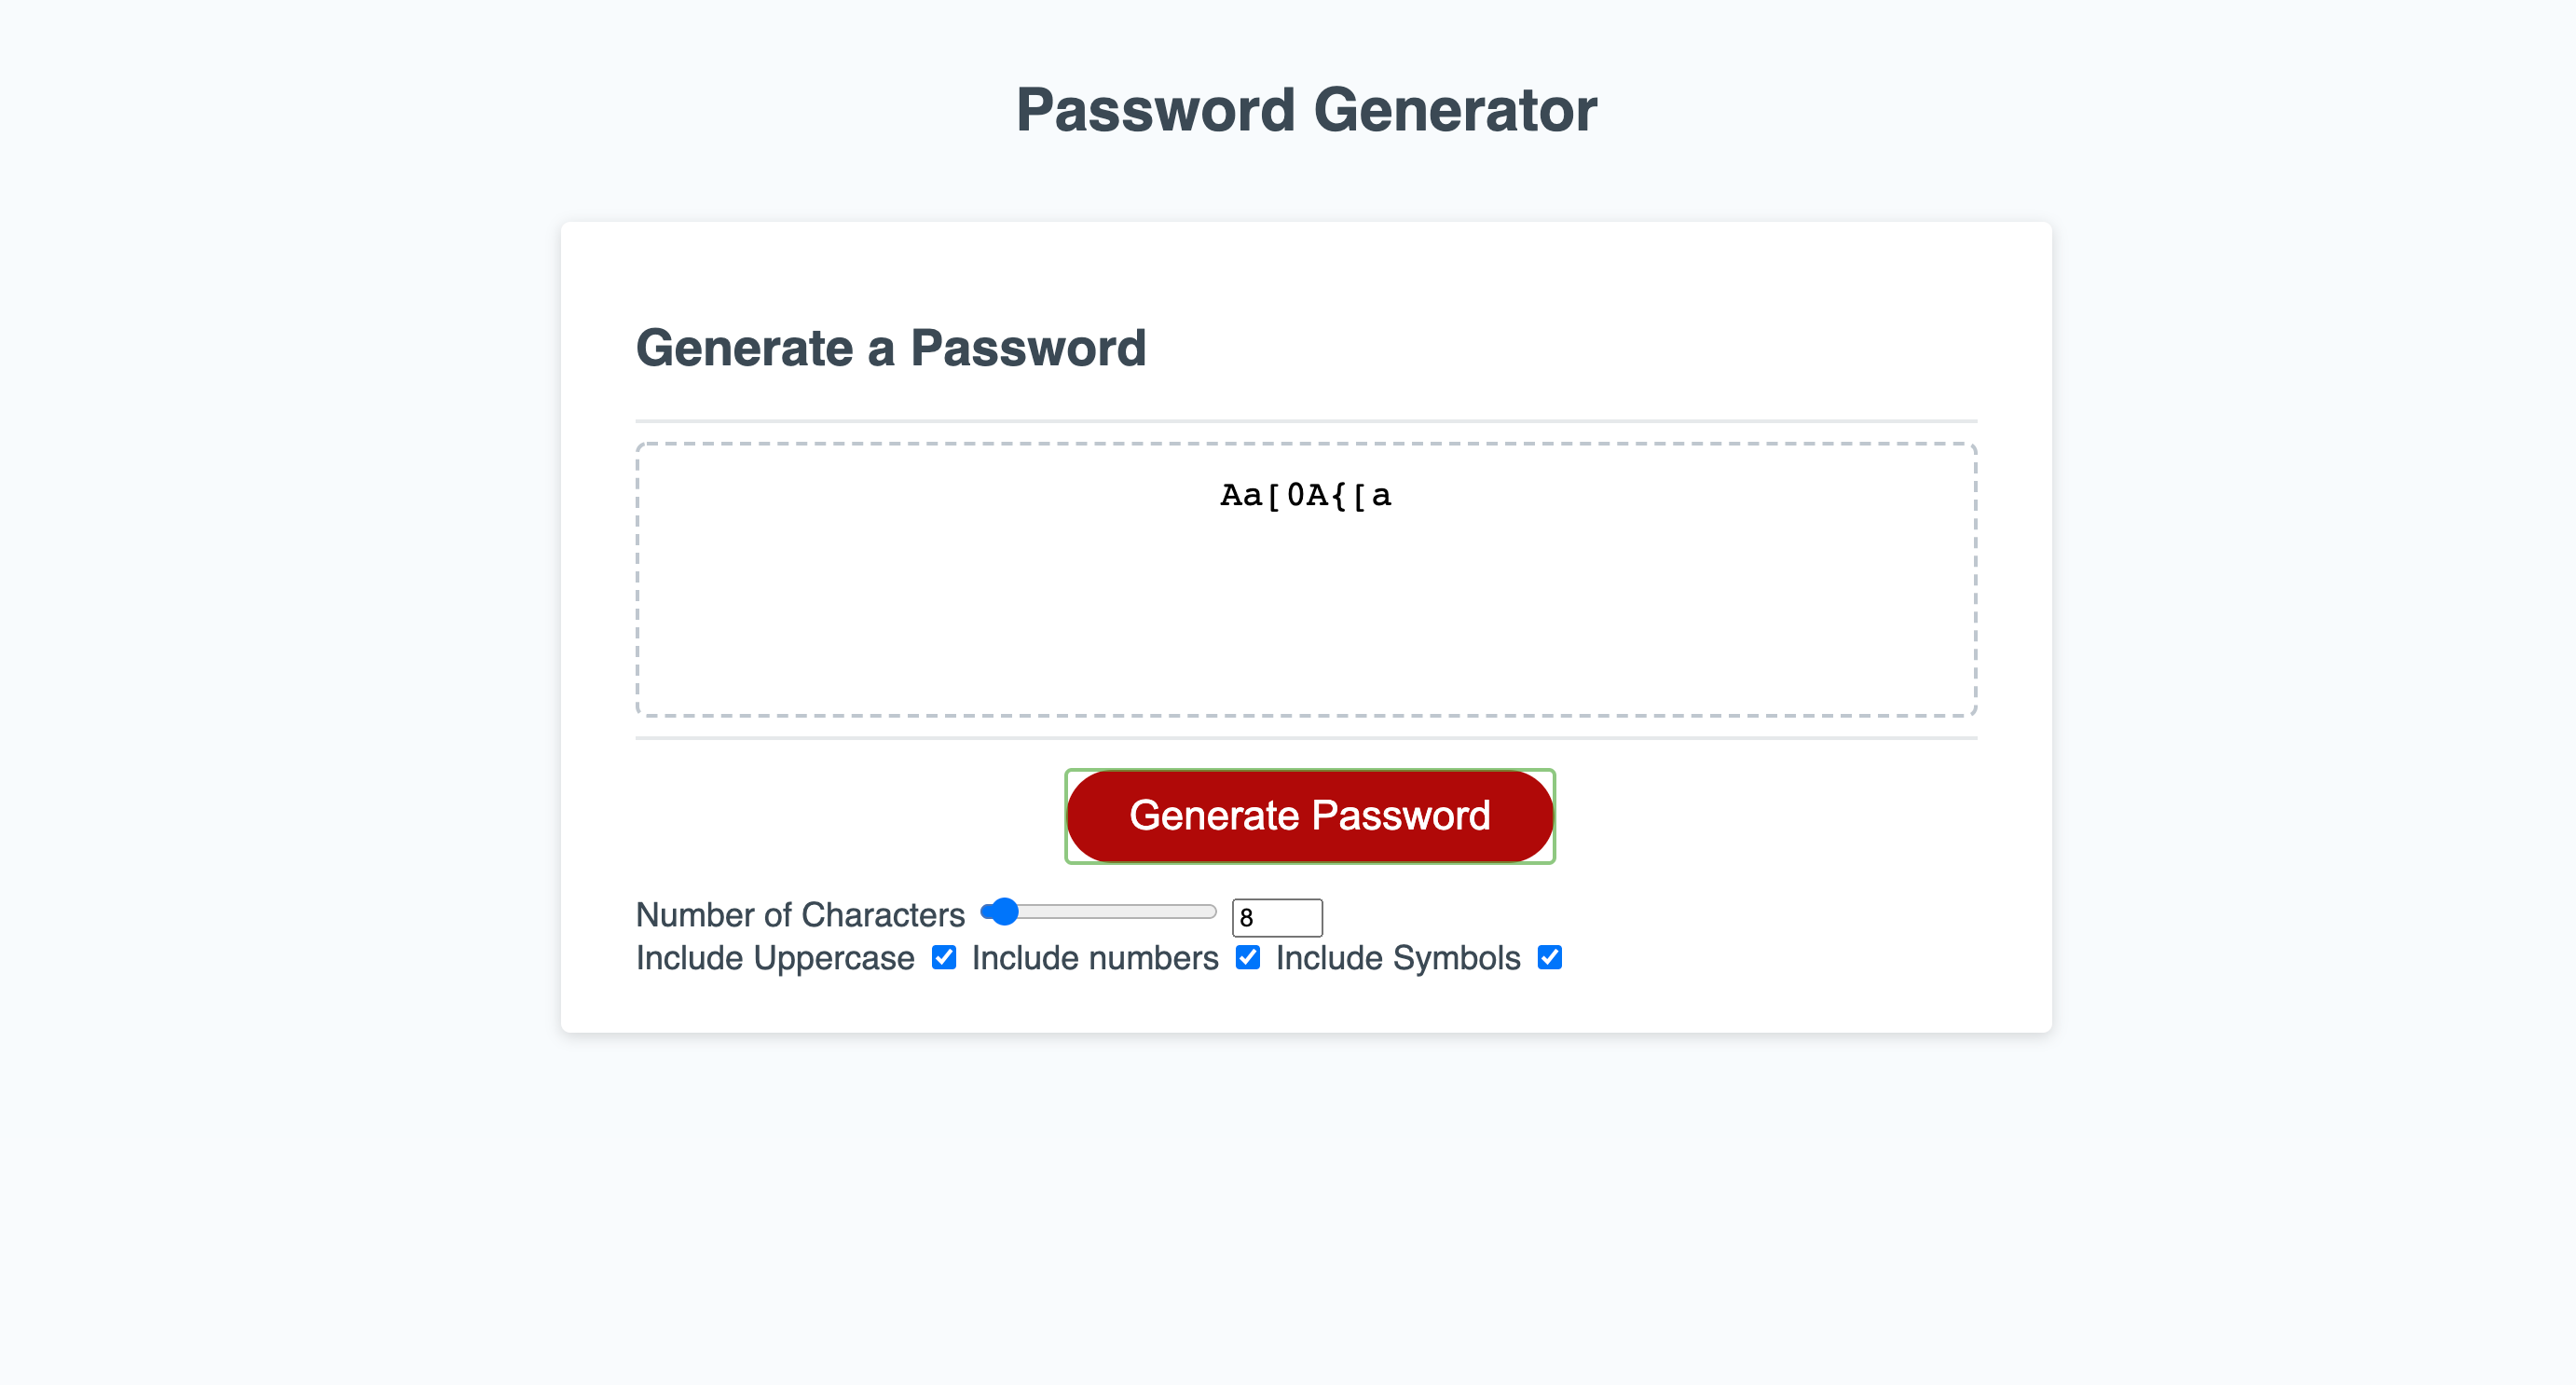 Password Generator
Generate a Password
Aa[0A{[a
Generate Password
Number of Characters 8
Include Uppercase Include numbers Include Symbols